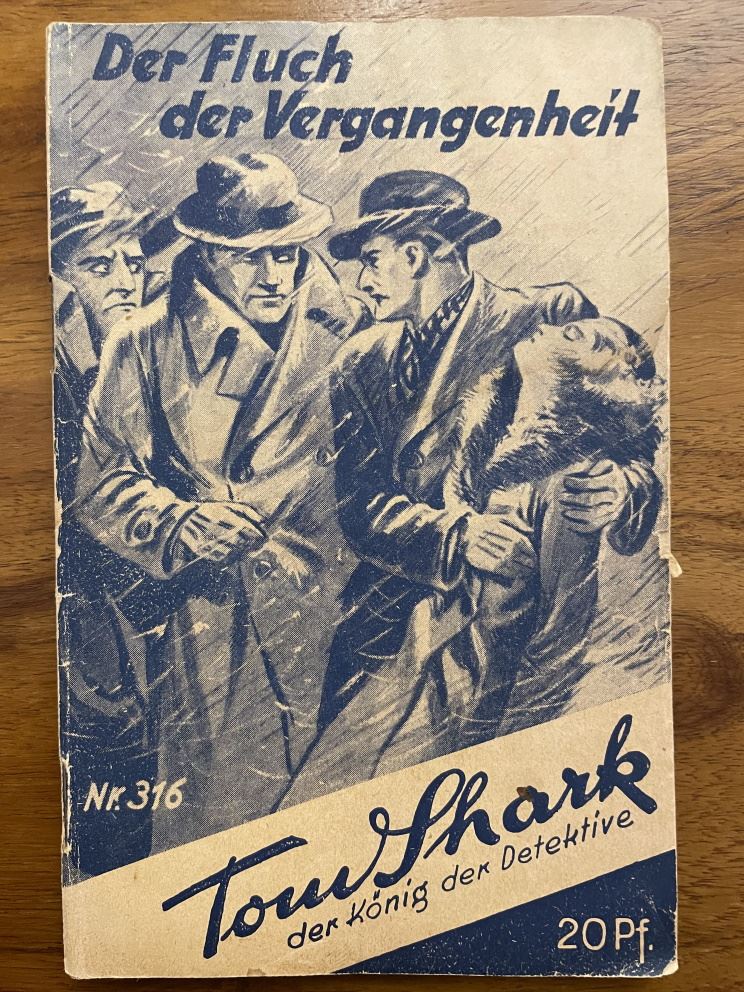 Der Fluch
der Vergangenheit
Nr. 316
Tom Shark
der König der Detektive
20 Pf.